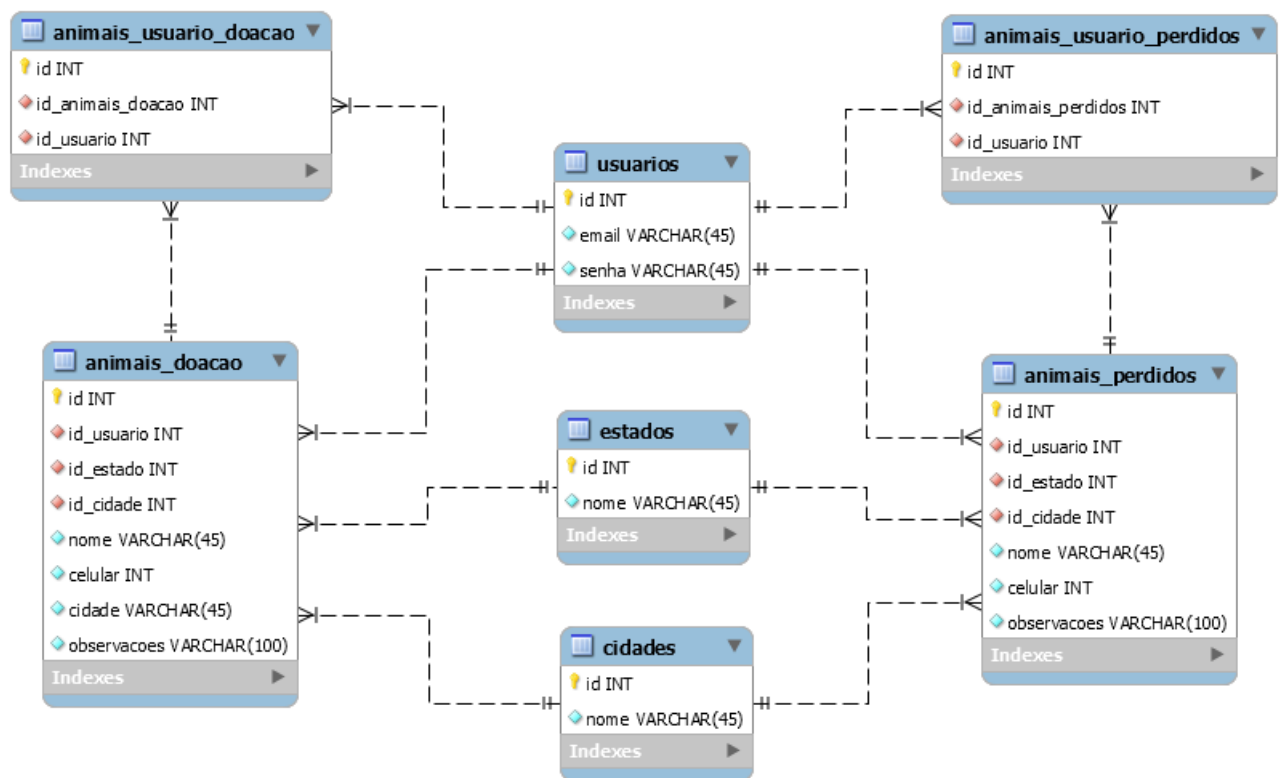 animais_usuario_doacao
id INT
id_animais_doacao INT
id_usuario INT
Indexes
animais_usuario_perdidos
id INT
id_animais_perdidos INT
id_usuario INT
Indexes
usuarios
id INT
email VARCHAR(45)
senha VARCHAR(45)
Indexes
animais_doacao
id INT
id_usuario INT
id_estado INT
id_cidade INT
nome VARCHAR(45)
celular INT
cidade VARCHAR(45)
observacoes VARCHAR(100)
Indexes
estados
id INT
nome VARCHAR(45)
Indexes
animais_perdidos
id INT
id_usuario INT
id_estado INT
id_cidade INT
nome VARCHAR(45)
celular INT
observacoes VARCHAR(100)
Indexes
cidades
id INT
nome VARCHAR(45)
Indexes